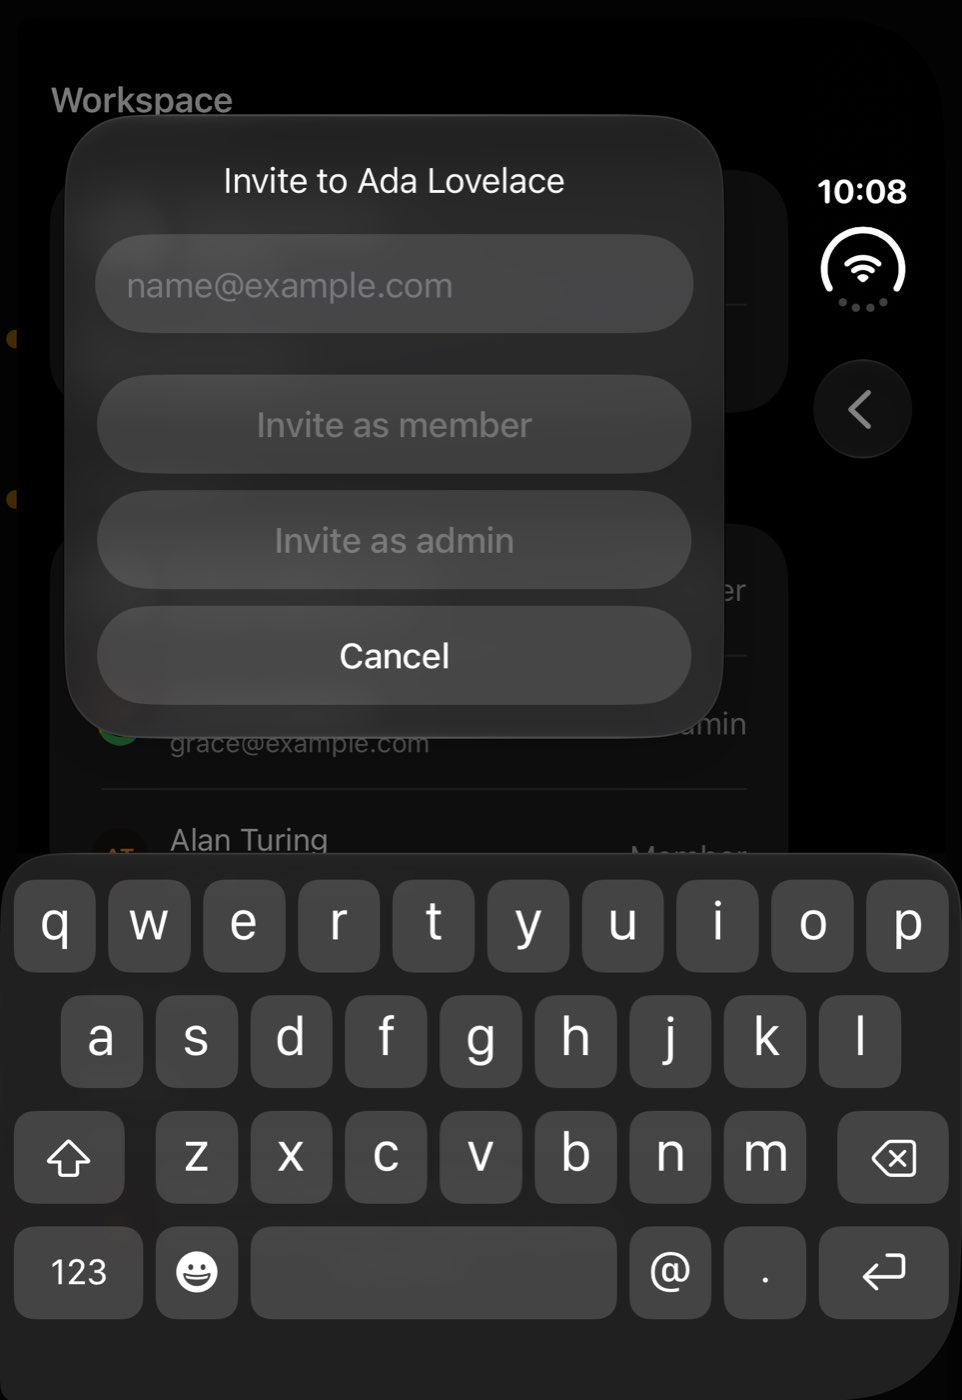 Workspace
Invite to Ada Lovelace
10:08
name@example.com
Invite as member
Invite as admin
Cancel
grace@example.com
Alan Turing
Member
q w e r t y u i o p
a s d f g h j k l
z x c v b n m
123 @ .